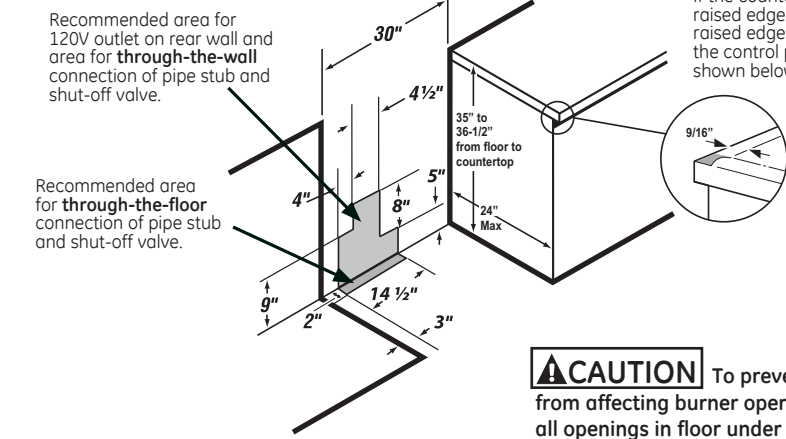 Recommended area for
120V outlet on rear wall and
area for through-the-wall
connection of pipe stub and
shut-off valve.
Recommended area
for through-the-floor
connection of pipe stub
and shut-off valve.
30"
4½"
4"
5"
8"
9"
2"
14 ½"
3"
35" to
36-1/2"
from floor to
countertop
24"
Max
raised edge
raised edge
the control p
shown below
9/16"
CAUTION To preve
from affecting burner oper
all openings in floor under